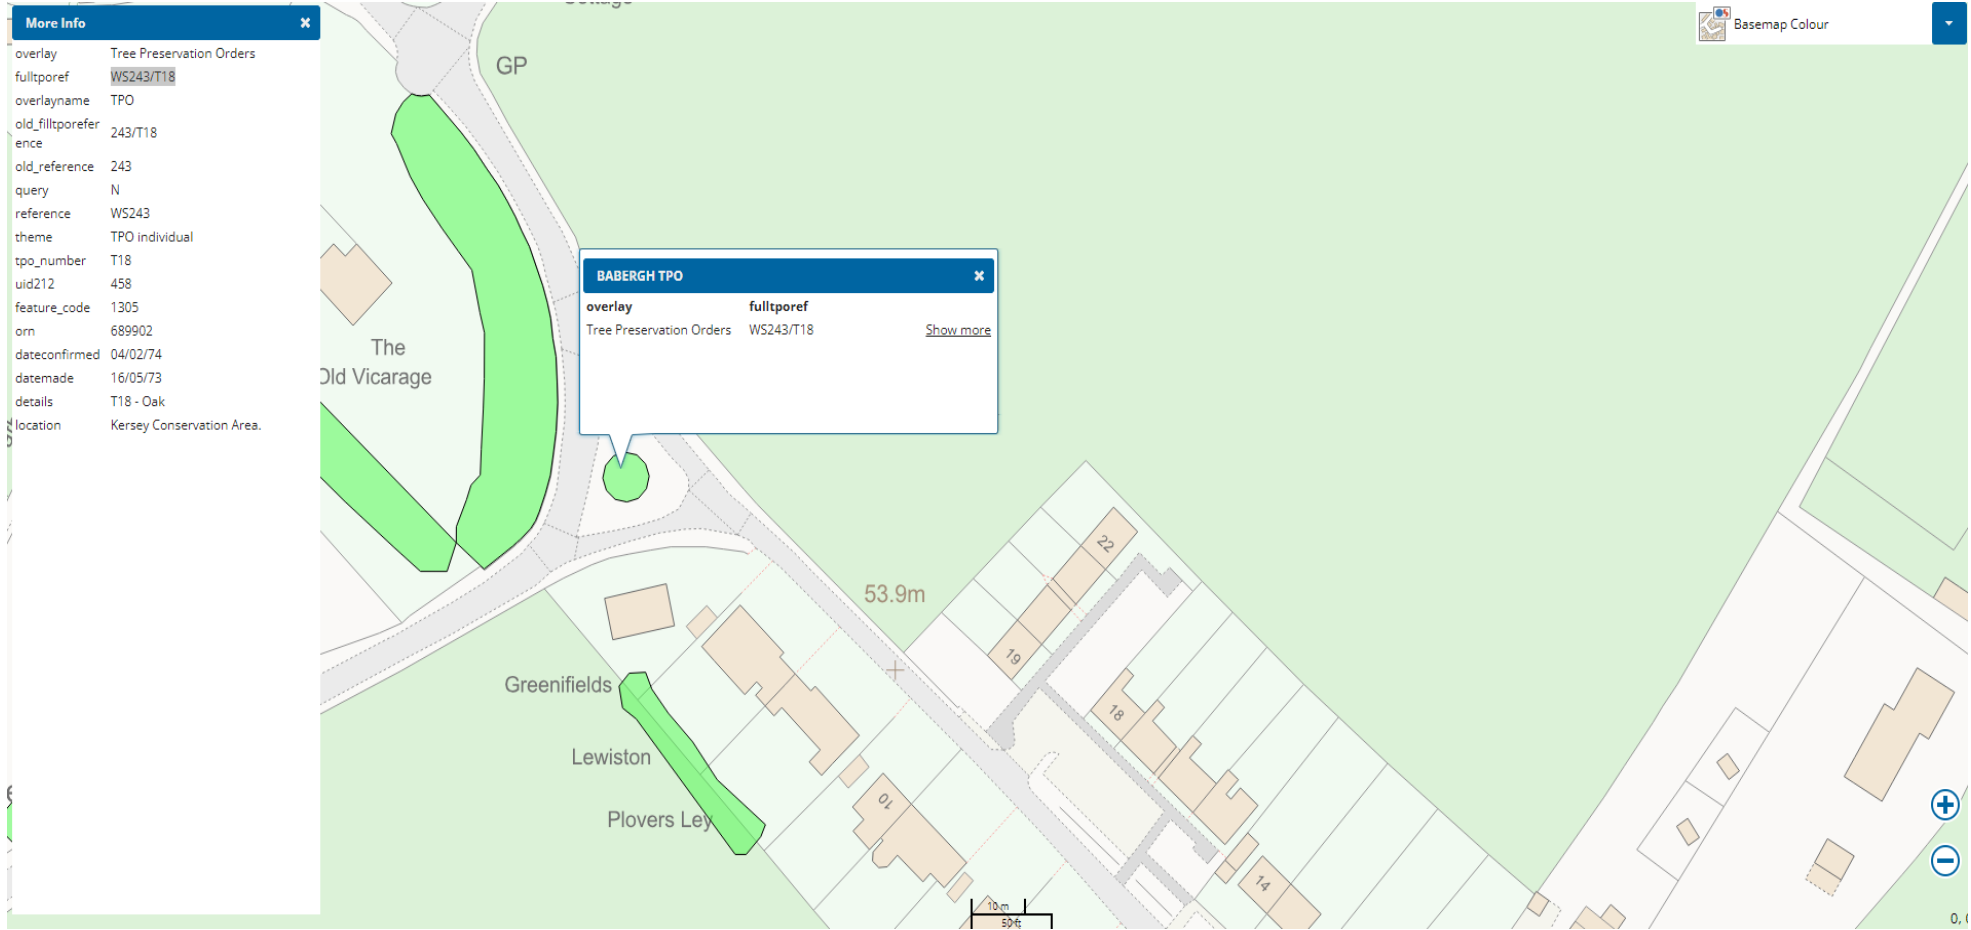 More Info
overlay Tree Preservation Orders
fulltporef WS243/T18
overlayname TPO
old_filltporefer
ence 243/T18
old_reference 243
query N
reference WS243
theme TPO individual
tpo_number T18
uid212 458
feature_code 1305
orn 689902
dateconfirmed 04/02/74
datemade 16/05/73
details T18 - Oak
location Kersey Conservation Area.
Cottage
GP
Basemap Colour
BABERGH TPO
overlay fulltporef
Tree Preservation Orders WS243/T18 Show more
The
Old Vicarage
22
53.9m
19
Greenifields
18
Lewiston
10
Plovers Ley
14
10 m
50 ft
0,